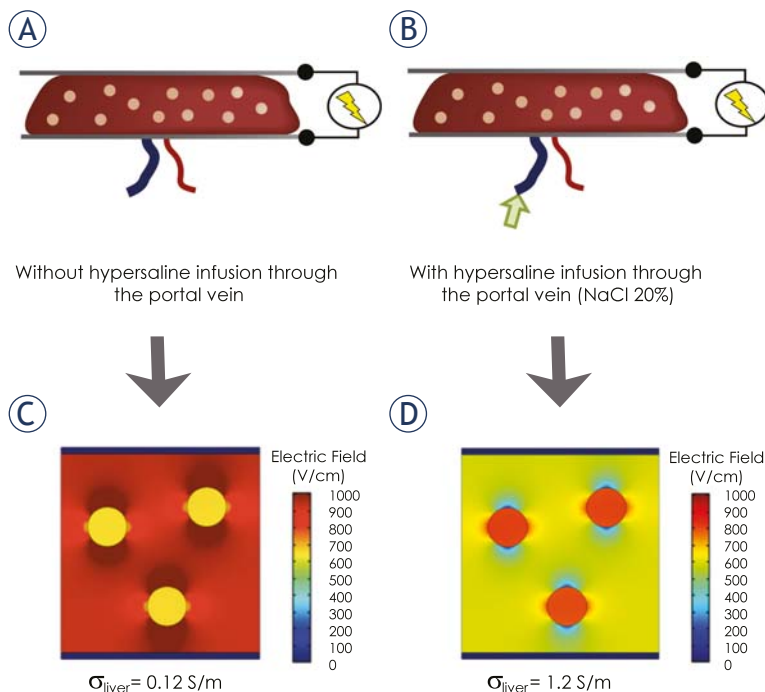 A
B
Without hypersaline infusion through
the portal vein
With hypersaline infusion through
the portal vein (NaCl 20%)
C
D
Electric Field
(V/cm)
1000
900
800
700
600
500
400
300
200
100
0
σliver= 0.12 S/m
Electric Field
(V/cm)
1000
900
800
700
600
500
400
300
200
100
0
σliver= 1.2 S/m